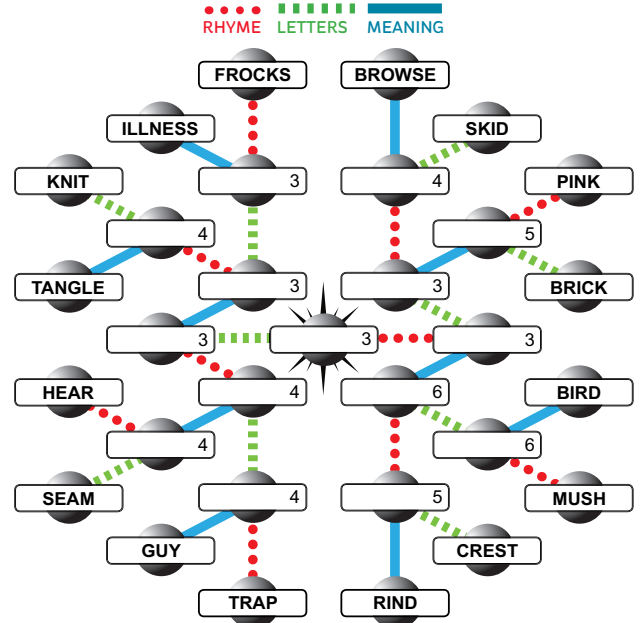 RHYME LETTERS MEANING
FROCKS BROWSE
ILLNESS SKID
KNIT 3 4 PINK
4 5
TANGLE 3 3 BRICK
3 3 3
HEAR 4 6 BIRD
4 6
SEAM 4 5 MUSH
GUY CREST
TRAP RIND